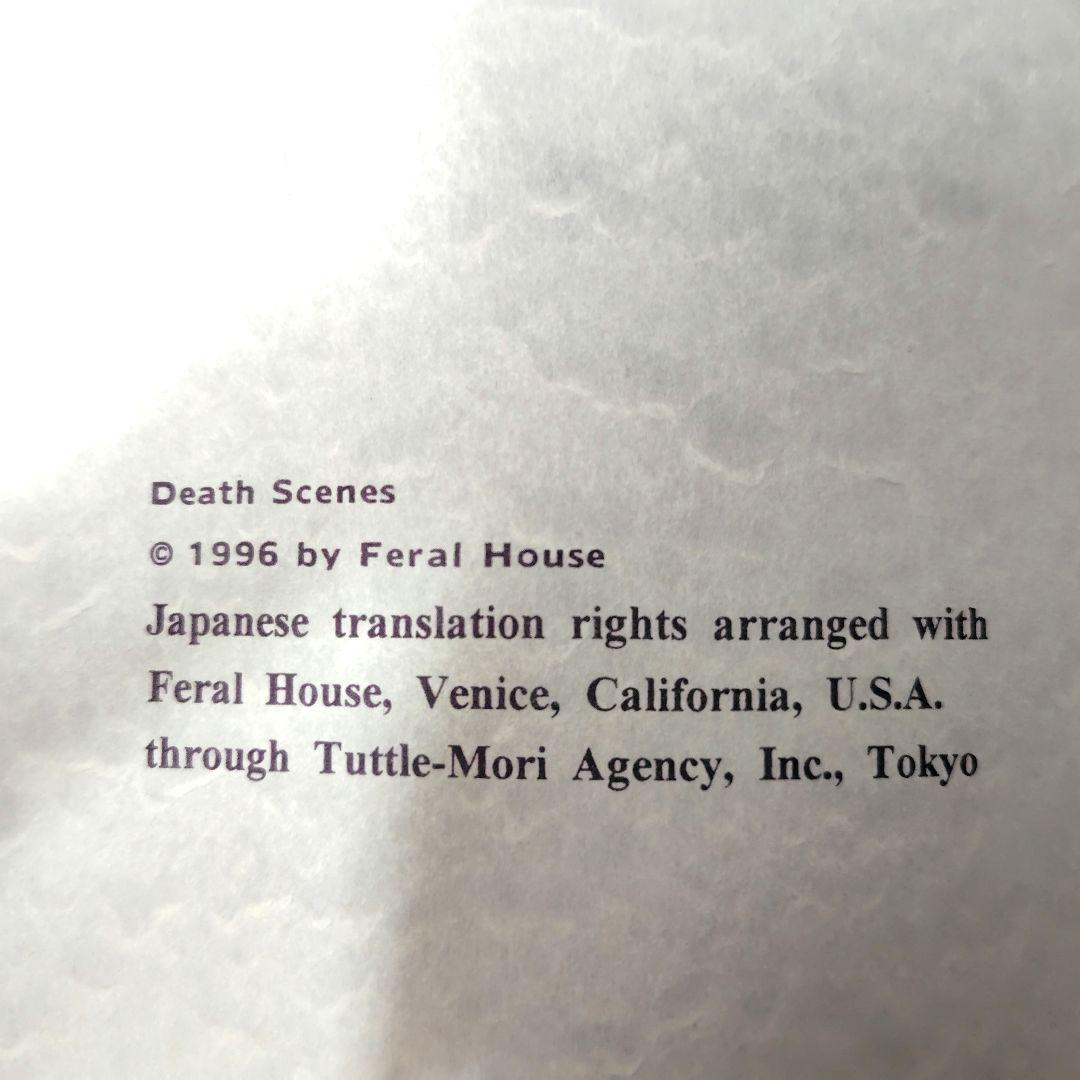 Death Scenes
© 1996 by Feral House
Japanese translation rights arranged with
Feral House, Venice, California, U.S.A.
through Tuttle-Mori Agency, Inc., Tokyo